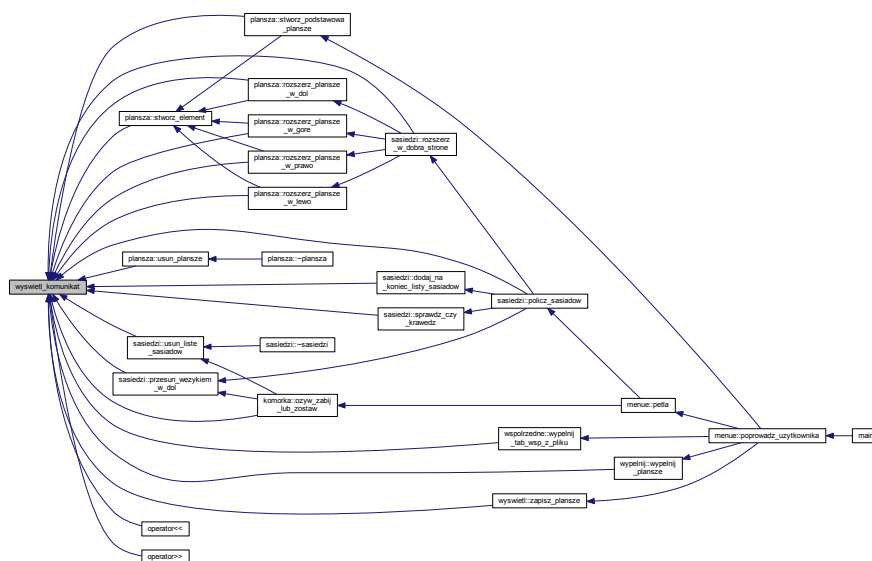 plansza::stworz_podstawowa
_plansze
plansza::rozszerz_plansze
_w_dol
plansza::stworz_element
plansza::rozszerz_plansze
_w_gore
sasiedzi::rozszerz
_w_dobra_strone
plansza::rozszerz_plansze
_w_prawo
plansza::rozszerz_plansze
_w_lewo
plansza::usun_plansze
plansza::~plansza
sasiedzi::dodaj_na
_koniec_listy_sasiadow
wyswietl_komunikat
sasiedzi::policz_sasiadow
sasiedzi::sprawdz_czy
_krawedz
sasiedzi::usun_liste
_sasiadow
sasiedzi::~sasiedzi
sasiedzi::przesun_wezykiem
_w_dol
komorka::ozyw_zabij
_lub_zostaw
menue::petla
wspolrzedne::wypelnij
_tab_wsp_z_pliku
menue::poprowadz_uzytkownika
main
wypelnij::wypelnij
_plansze
wyswietl::zapisz_plansze
operator<<
operator>>